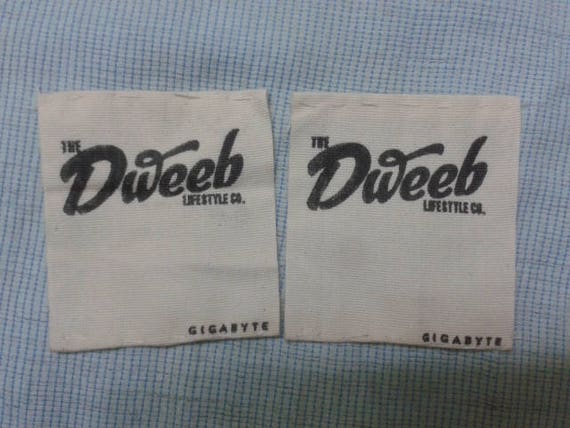 THE
Dweeb
LIFESTYLE CO.
GIGABYTE
THE
Dweeb
LIFESTYLE CO.
GIGABYTE